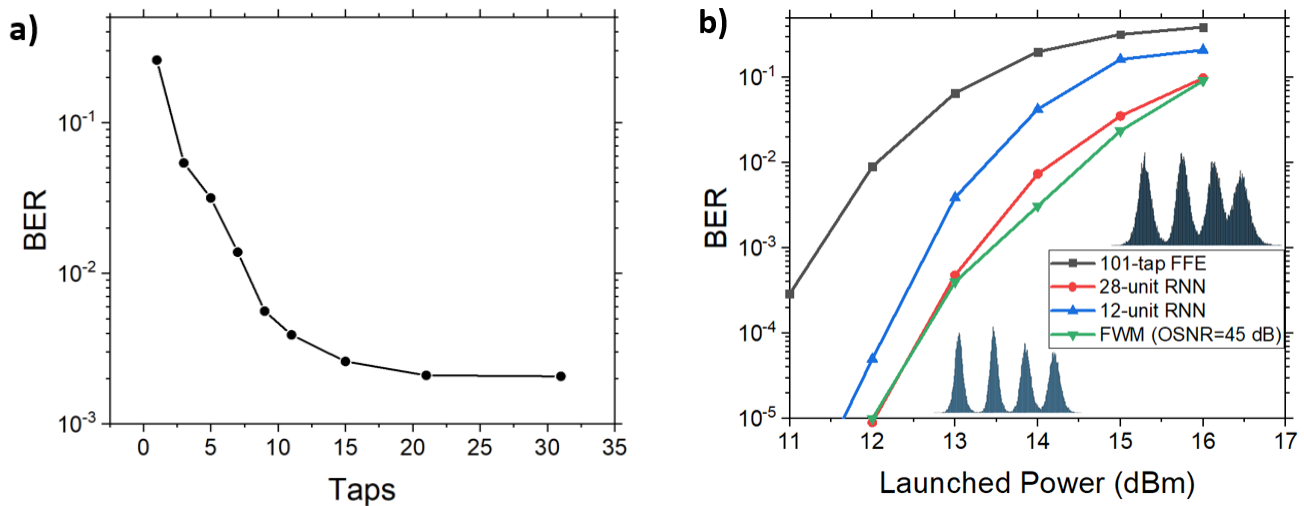 a)
BER
10⁻¹
10⁻²
10⁻³
0 5 10 15 20 25 30 35
Taps
b)
BER
10⁻¹
10⁻²
10⁻³
10⁻⁴
10⁻⁵
101-tap FFE
28-unit RNN
12-unit RNN
FWM (OSNR=45 dB)
11 12 13 14 15 16 17
Launched Power (dBm)